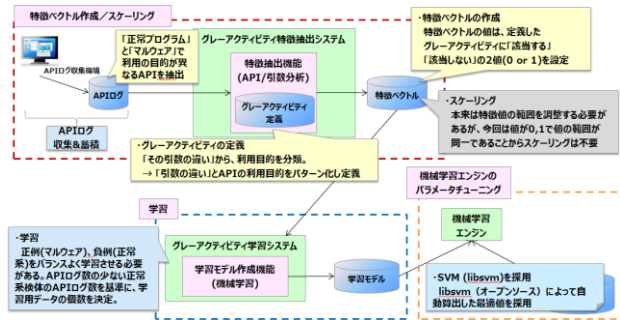 特徴ベクトル作成／スケーリング
「正常プログラム」
と「マルウェア」で
利用の目的が異
なるAPIを抽出
APIログ収集環境
APIログ
APIログ
収集&蓄積
グレーアクティビティ特徴抽出システム
特徴抽出機能
(API/引数分析)
グレーアクティビティ
定義
特徴ベクトル
・特徴ベクトルの作成
特徴ベクトルの値は、定義した
グレーアクティビティに「該当する」
「該当しない」の2値(0 or 1)を設定
・スケーリング
本来は特徴値の範囲を調整する必要
があるが、今回は値が0,1で値の範囲が
同一であることからスケーリングは不要
・グレーアクティビティの定義
「その引数の違い」から、利用目的を分類。
→ 「引数の違い」とAPIの利用目的をパターン化し定義
機械学習エンジンの
パラメータチューニング
学習
・学習
正例(マルウェア)、負例(正常
系)をバランスよく学習させる必要
がある。APIログ数の少ない正常
系検体のAPIログ数を基準に、学
習用データの個数を決定。
グレーアクティビティ学習システム
学習モデル作成機能
(機械学習)
学習モデル
機械学習
エンジン
・SVM (libsvm)を採用
libsvm（オープンソース）によって自
動算出した最適値を採用